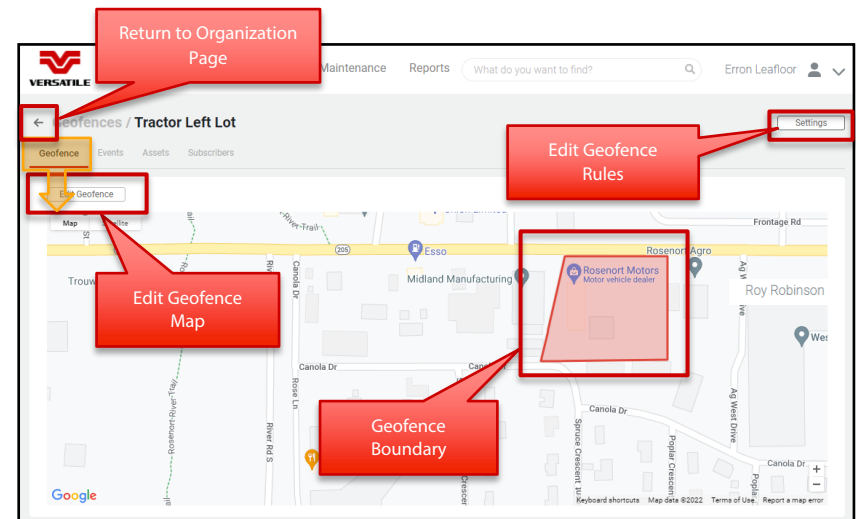 Return to Organization
Page
VERSATILE
Maintenance
Reports
What do you want to find?
Erron Leafloor
Geofences / Tractor Left Lot
Settings
Geofence
Events
Assets
Subscribers
Edit Geofence
Rules
Edit Geofence
Map
Frontage Rd
205
Esso
Rosenort Agro
Rosenort Motors
Motor vehicle dealer
Midland Manufacturing
Roy Robinson
Edit Geofence
Map
Canola Dr
Canola Dr
Rose Ln
River Rd S
Rosenort-River-Trail
Geofence
Boundary
Canola Dr
Spruce Crescent
Poplar Crescent
Ag West Drive
Canola Dr
Google
Keyboard shortcuts
Map data ©2022
Terms of Use
Report a map error